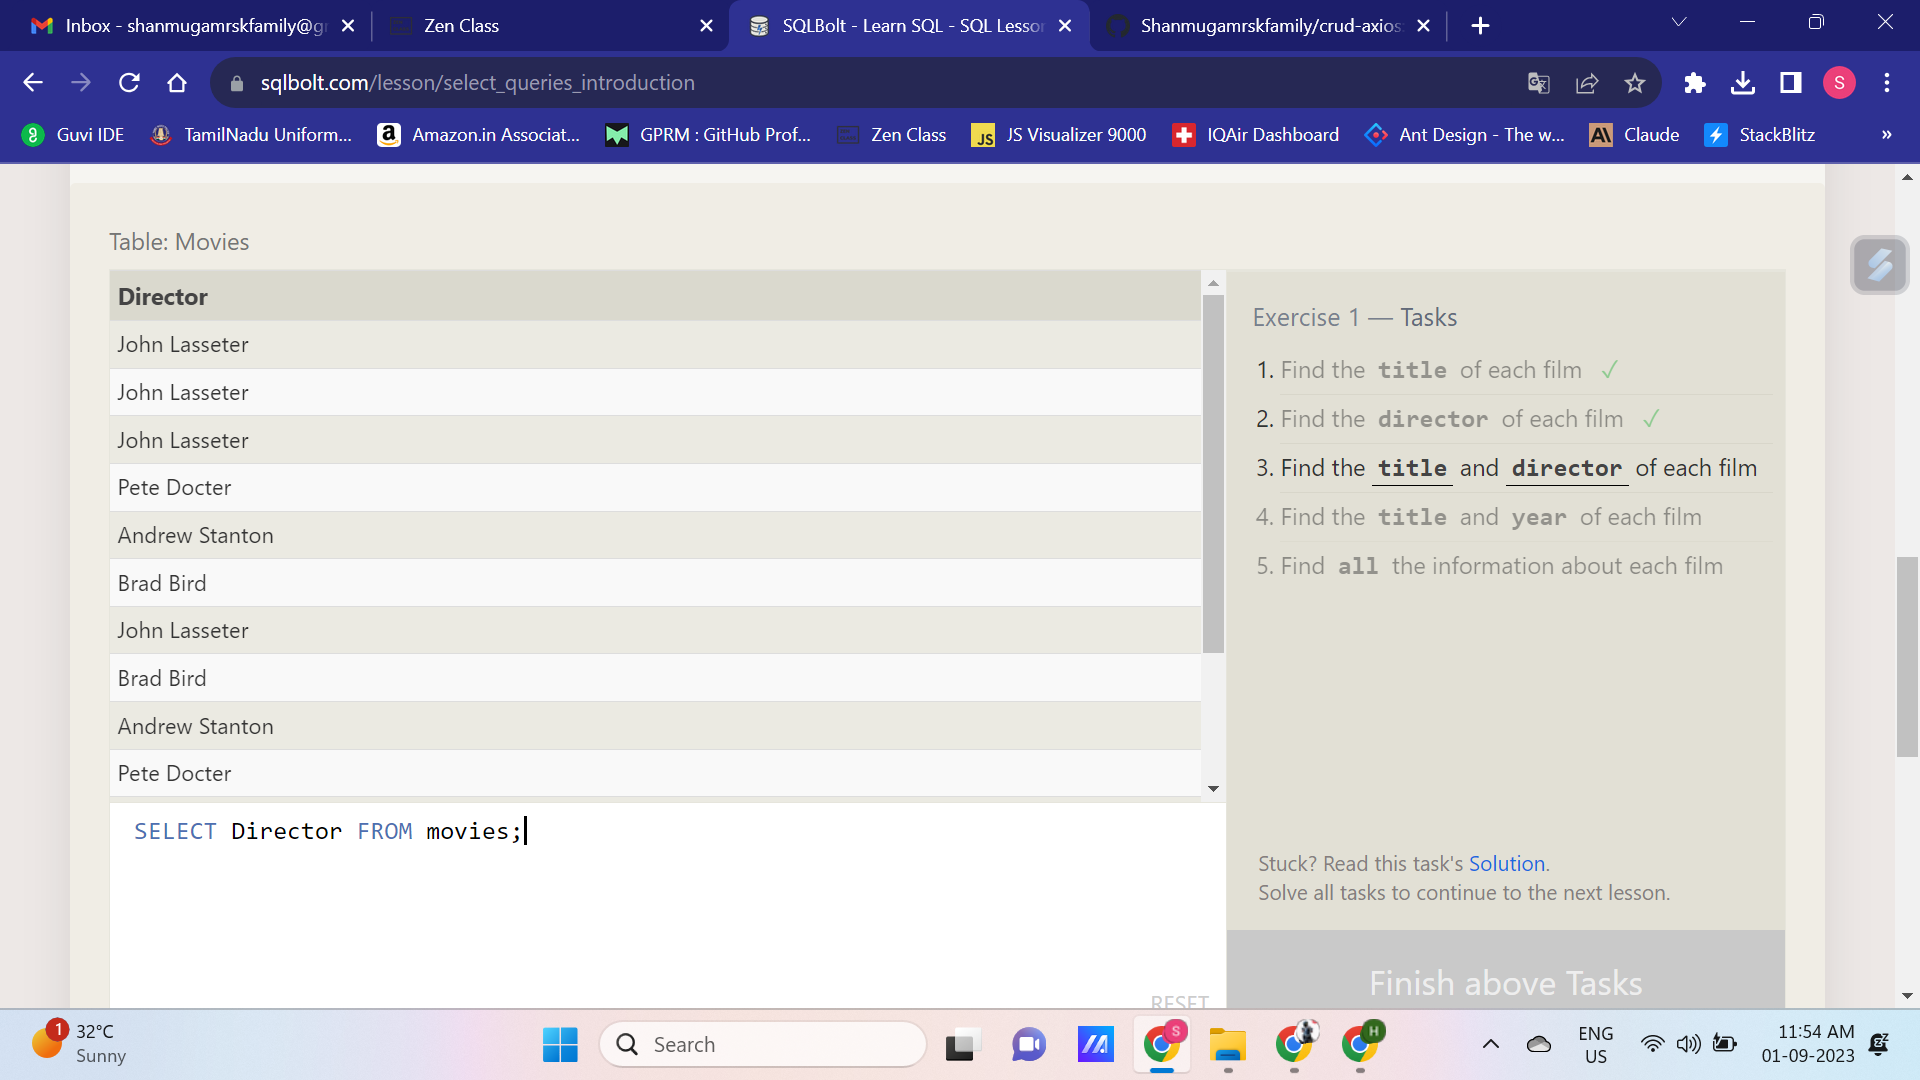 Inbox - shanmugamrskfamily@gr
Zen Class
SQLBolt - Learn SQL - SQL Lesson
Shanmugamrskfamily/crud-axios
sqlbolt.com/lesson/select_queries_introduction
S
Guvi IDE
TamilNadu Uniform...
Amazon.in Associat...
GPRM : GitHub Prof...
Zen Class
JS Visualizer 9000
IQAir Dashboard
Ant Design - The w...
Claude
StackBlitz
»
Table: Movies
Director
John Lasseter
John Lasseter
John Lasseter
Pete Docter
Andrew Stanton
Brad Bird
John Lasseter
Brad Bird
Andrew Stanton
Pete Docter
SELECT Director FROM movies;
RESET
Exercise 1 — Tasks
1. Find the title of each film ✓
2. Find the director of each film ✓
3. Find the title and director of each film
4. Find the title and year of each film
5. Find all the information about each film
Stuck? Read this task's Solution.
Solve all tasks to continue to the next lesson.
Finish above Tasks
1
32°C
Sunny
Search
S
H
ENG
US
11:54 AM
01-09-2023